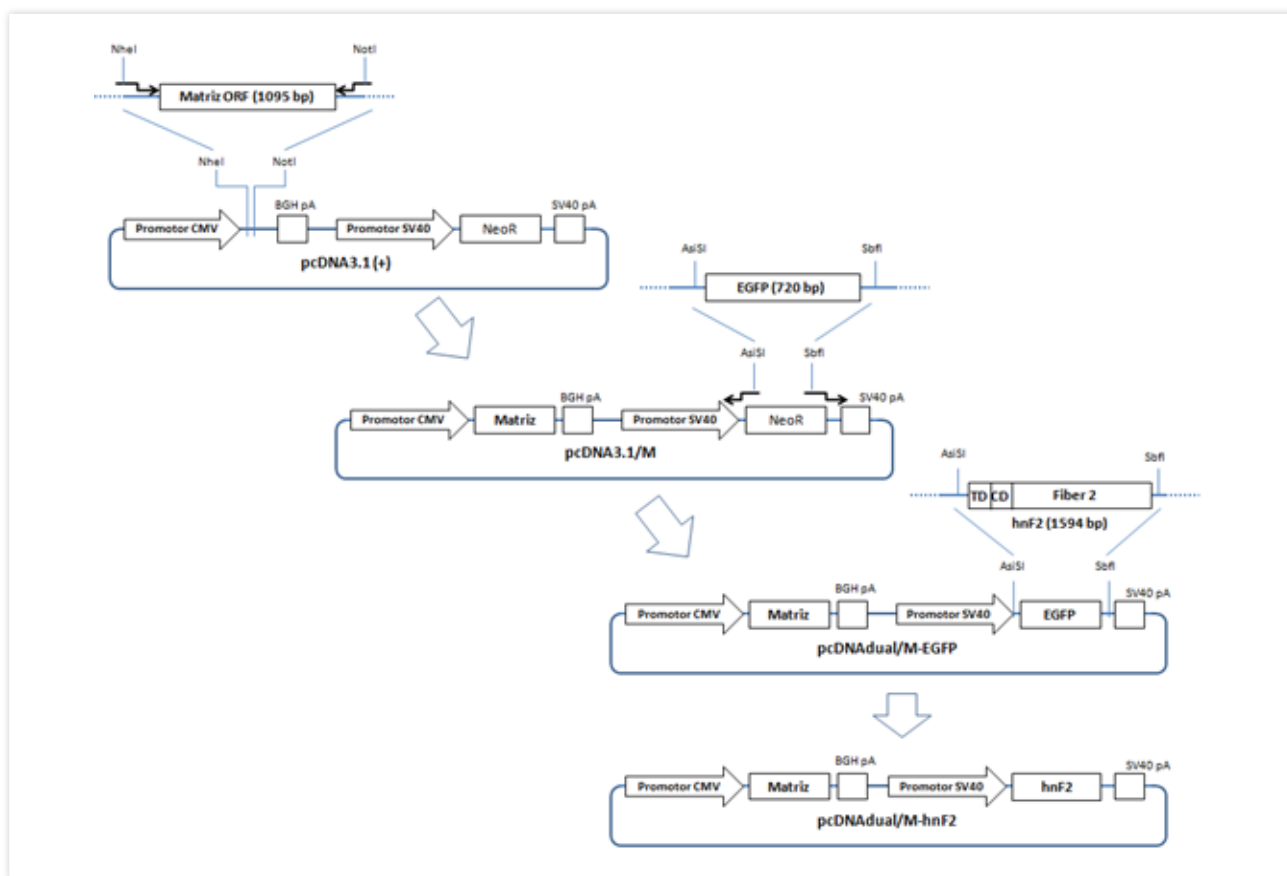 NheI NotI
Matriz ORF (1095 bp)
NheI NotI
BGH pA SV40 pA
Promotor CMV Promotor SV40 NeoR
pcDNA3.1 (+)
AsiSI SbfI
EGFP (720 bp)
AsiSI SbfI
BGH pA SV40 pA
Promotor CMV Matriz Promotor SV40 NeoR
pcDNA3.1/M
AsiSI SbfI
TD CD Fiber 2
hnF2 (1594 bp)
AsiSI SbfI
BGH pA SV40 pA
Promotor CMV Matriz Promotor SV40 EGFP
pcDNAdual/M-EGFP
BGH pA SV40 pA
Promotor CMV Matriz Promotor SV40 hnF2
pcDNAdual/M-hnF2